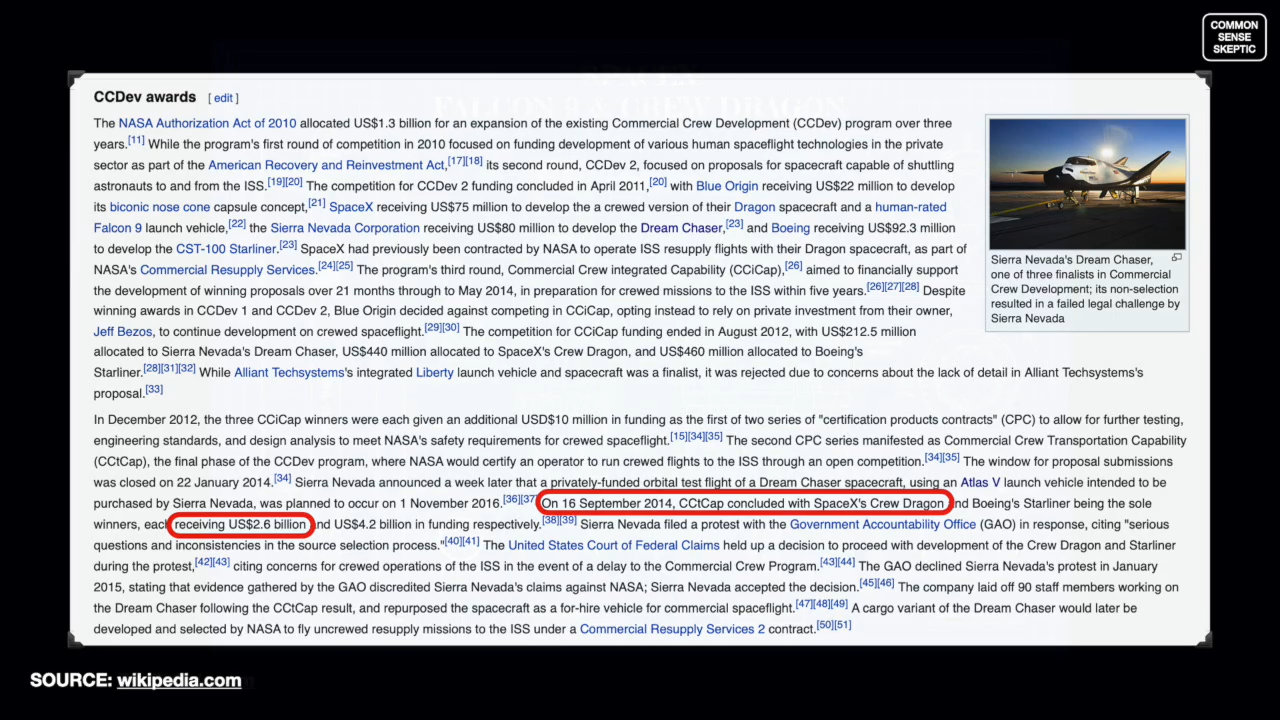 COMMON
SENSE
SKEPTIC
CCDev awards [ edit ]
The NASA Authorization Act of 2010 allocated US$1.3 billion for an expansion of the existing Commercial Crew Development (CCDev) program over three
years.[11] While the program's first round of competition in 2010 focused on funding development of various human spaceflight technologies in the private
sector as part of the American Recovery and Reinvestment Act,[17][18] its second round, CCDev 2, focused on proposals for spacecraft capable of shuttling
astronauts to and from the ISS.[19][20] The competition for CCDev 2 funding concluded in April 2011,[20] with Blue Origin receiving US$22 million to develop
its biconic nose cone capsule concept,[21] SpaceX receiving US$75 million to develop the a crewed version of their Dragon spacecraft and a human-rated
Falcon 9 launch vehicle,[22] the Sierra Nevada Corporation receiving US$80 million to develop the Dream Chaser,[23] and Boeing receiving US$92.3 million
to develop the CST-100 Starliner.[23] SpaceX had previously been contracted by NASA to operate ISS resupply flights with their Dragon spacecraft, as part of
NASA's Commercial Resupply Services.[24][25] The program's third round, Commercial Crew integrated Capability (CCiCap),[26] aimed to financially support
the development of winning proposals over 21 months through to May 2014, in preparation for crewed missions to the ISS within five years.[26][27][28] Despite
winning awards in CCDev 1 and CCDev 2, Blue Origin decided against competing in CCiCap, opting instead to rely on private investment from their owner,
Jeff Bezos, to continue development on crewed spaceflight.[29][30] The competition for CCiCap funding ended in August 2012, with US$212.5 million
allocated to Sierra Nevada's Dream Chaser, US$440 million allocated to SpaceX's Crew Dragon, and US$460 million allocated to Boeing's
Starliner.[28][31][32] While Alliant Techsystems's integrated Liberty launch vehicle and spacecraft was a finalist, it was rejected due to concerns about the lack of detail in Alliant Techsystems's
proposal.[33]
Sierra Nevada's Dream Chaser,
one of three finalists in Commercial
Crew Development; its non-selection
resulted in a failed legal challenge by
Sierra Nevada
In December 2012, the three CCiCap winners were each given an additional USD$10 million in funding as the first of two series of "certification products contracts" (CPC) to allow for further testing,
engineering standards, and design analysis to meet NASA's safety requirements for crewed spaceflight.[15][34][35] The second CPC series manifested as Commercial Crew Transportation Capability
(CCtCap), the final phase of the CCDev program, where NASA would certify an operator to run crewed flights to the ISS through an open competition.[34][35] The window for proposal submissions
was closed on 22 January 2014.[34] Sierra Nevada announced a week later that a privately-funded orbital test flight of a Dream Chaser spacecraft, using an Atlas V launch vehicle intended to be
purchased by Sierra Nevada, was planned to occur on 1 November 2016.[36][37] On 16 September 2014, CCtCap concluded with SpaceX's Crew Dragon and Boeing's Starliner being the sole
winners, each receiving US$2.6 billion and US$4.2 billion in funding respectively.[38][39] Sierra Nevada filed a protest with the Government Accountability Office (GAO) in response, citing "serious
questions and inconsistencies in the source selection process."[40][41] The United States Court of Federal Claims held up a decision to proceed with development of the Crew Dragon and Starliner
during the protest,[42][43] citing concerns for crewed operations of the ISS in the event of a delay to the Commercial Crew Program.[43][44] The GAO declined Sierra Nevada's protest in January
2015, stating that evidence gathered by the GAO discredited Sierra Nevada's claims against NASA; Sierra Nevada accepted the decision.[45][46] The company laid off 90 staff members working on
the Dream Chaser following the CCtCap result, and repurposed the spacecraft as a for-hire vehicle for commercial spaceflight.[47][48][49] A cargo variant of the Dream Chaser would later be
developed and selected by NASA to fly uncrewed resupply missions to the ISS under a Commercial Resupply Services 2 contract.[50][51]
SOURCE: wikipedia.com